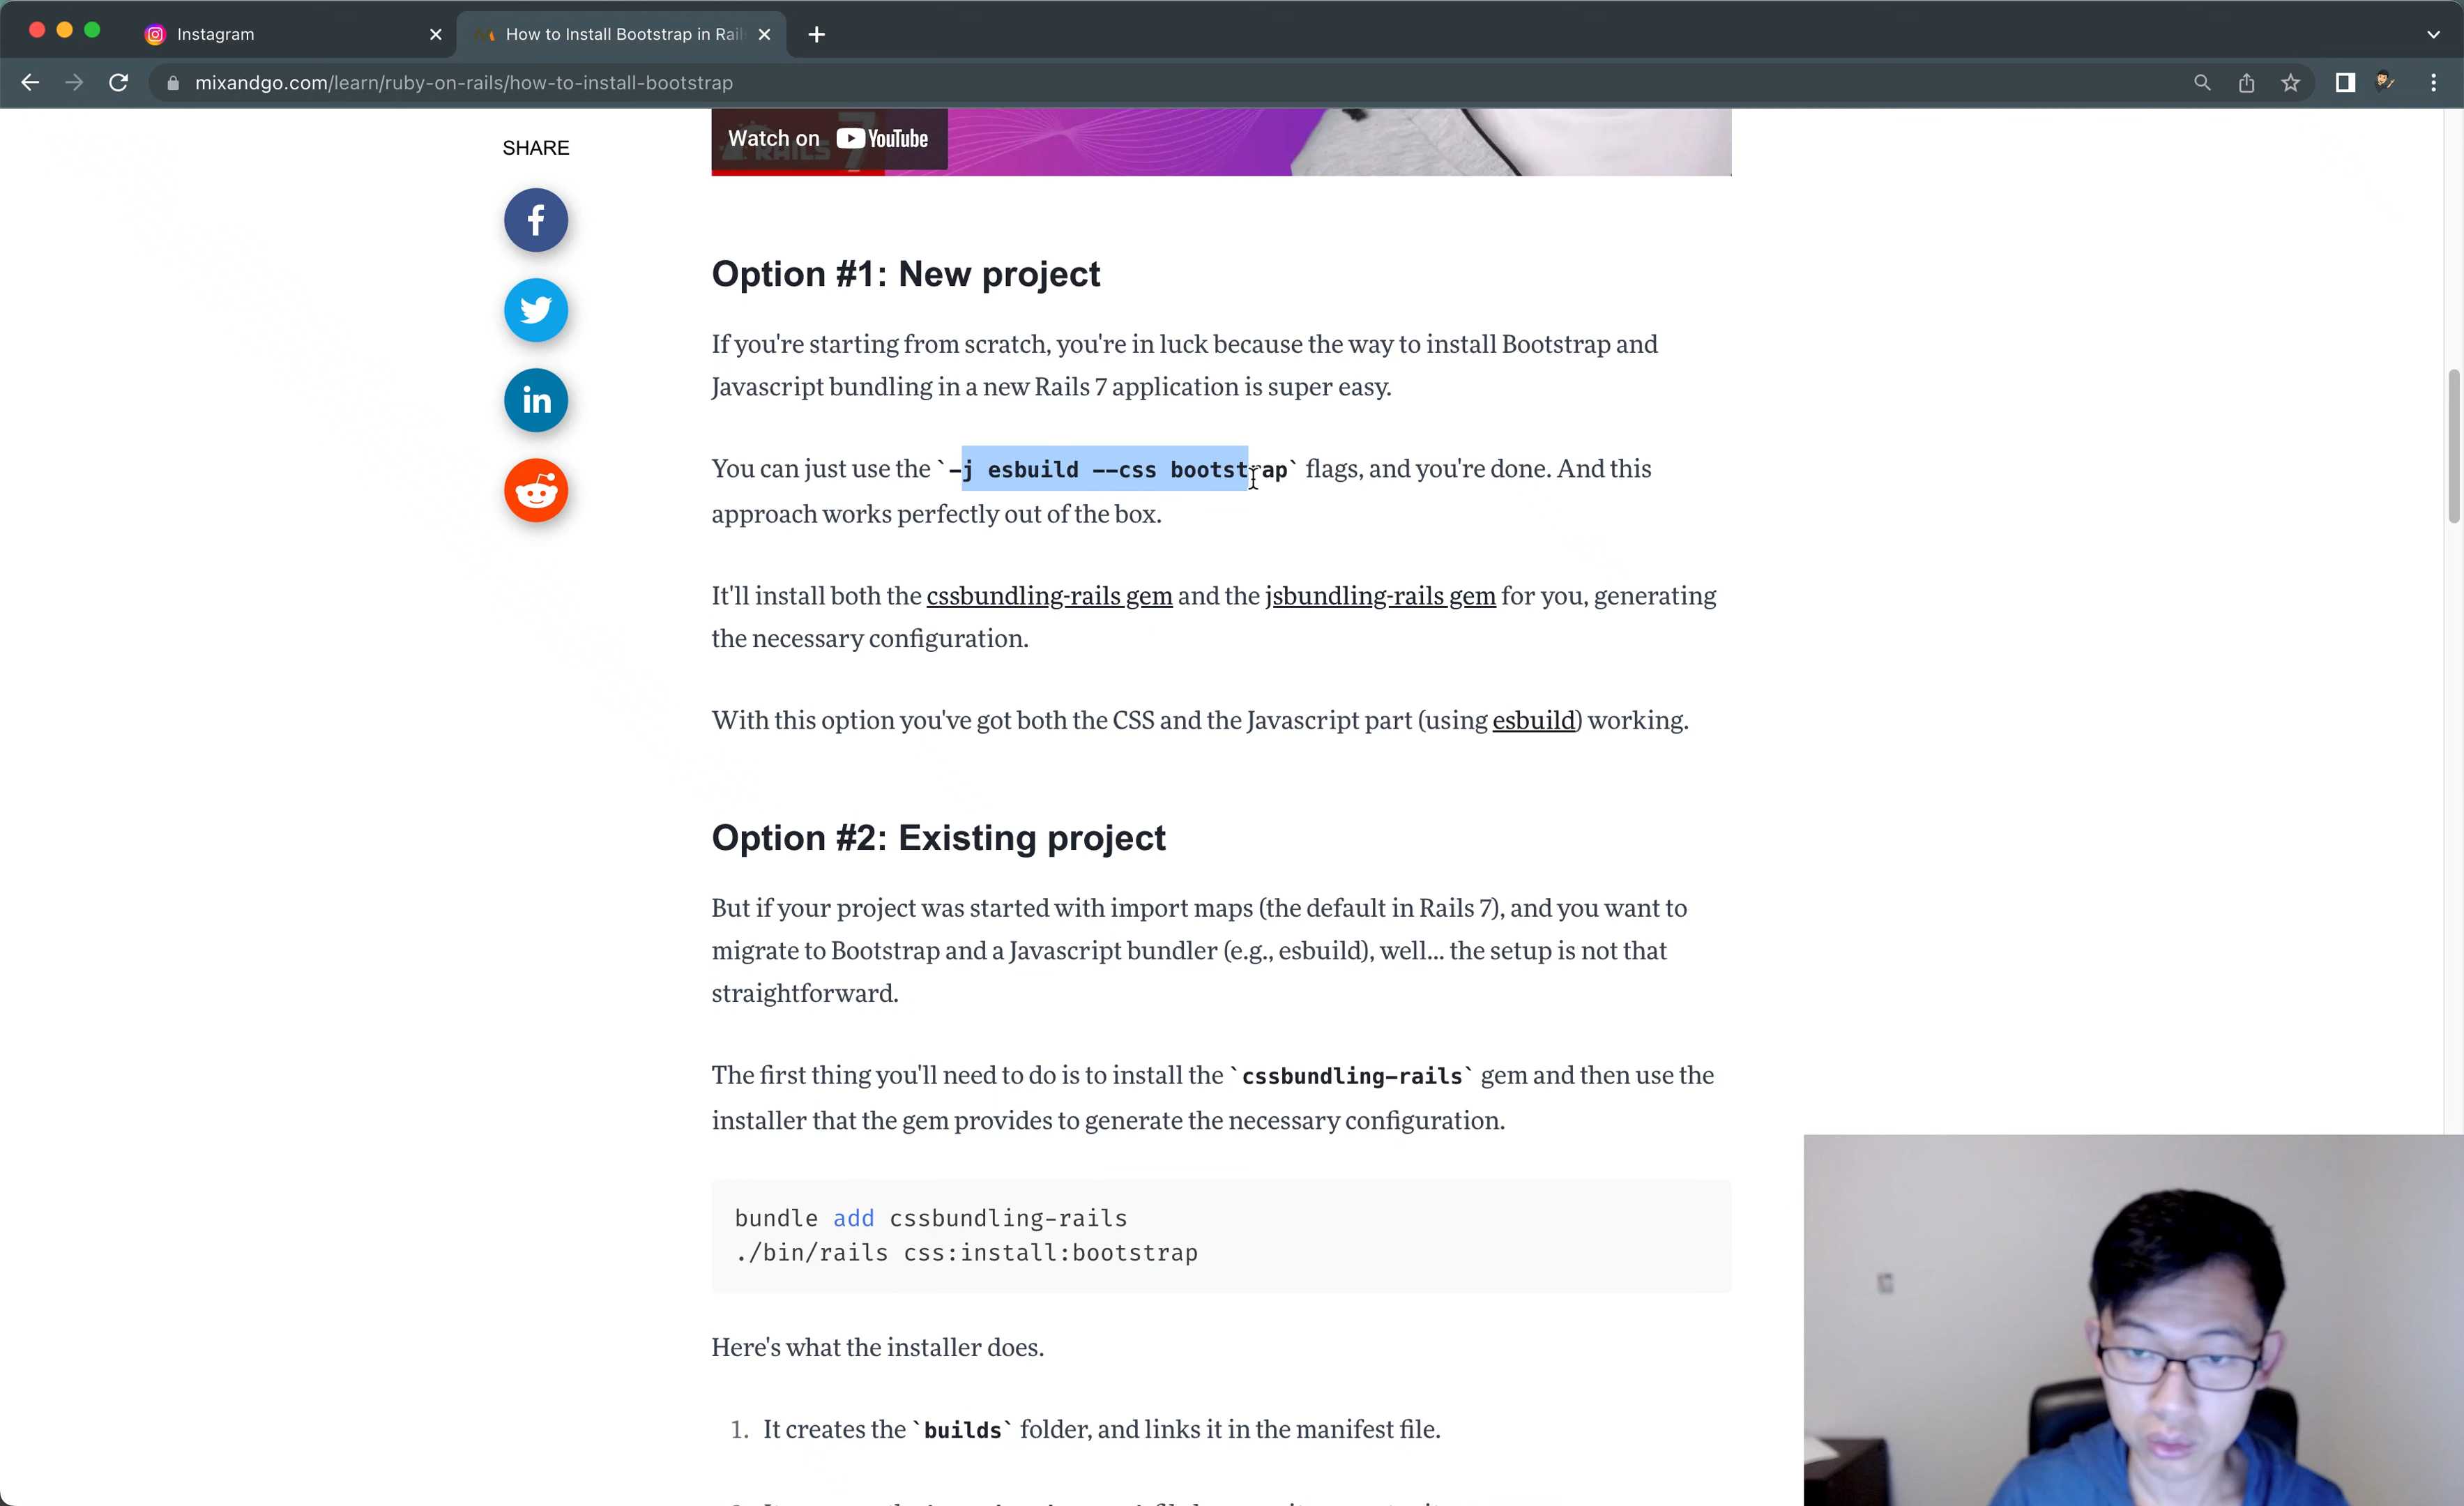 Instagram
How to Install Bootstrap in Rail
mixandgo.com/learn/ruby-on-rails/how-to-install-bootstrap
Watch on YouTube
RAILS 7
SHARE
Option #1: New project
If you're starting from scratch, you're in luck because the way to install Bootstrap and
Javascript bundling in a new Rails 7 application is super easy.
You can just use the `-j esbuild --css bootstrap` flags, and you're done. And this
approach works perfectly out of the box.
It'll install both the cssbundling-rails gem and the jsbundling-rails gem for you, generating
the necessary configuration.
With this option you've got both the CSS and the Javascript part (using esbuild) working.
Option #2: Existing project
But if your project was started with import maps (the default in Rails 7), and you want to
migrate to Bootstrap and a Javascript bundler (e.g., esbuild), well... the setup is not that
straightforward.
The first thing you'll need to do is to install the `cssbundling-rails` gem and then use the
installer that the gem provides to generate the necessary configuration.
bundle add cssbundling-rails
./bin/rails css:install:bootstrap
Here's what the installer does.
1. It creates the `builds` folder, and links it in the manifest file.